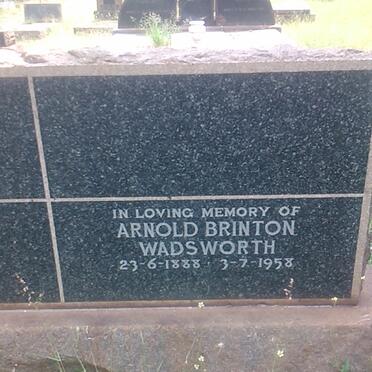 IN LOVING MEMORY OF
ARNOLD BRINTON
WADSWORTH
23-6-1888 · 3-7-1958